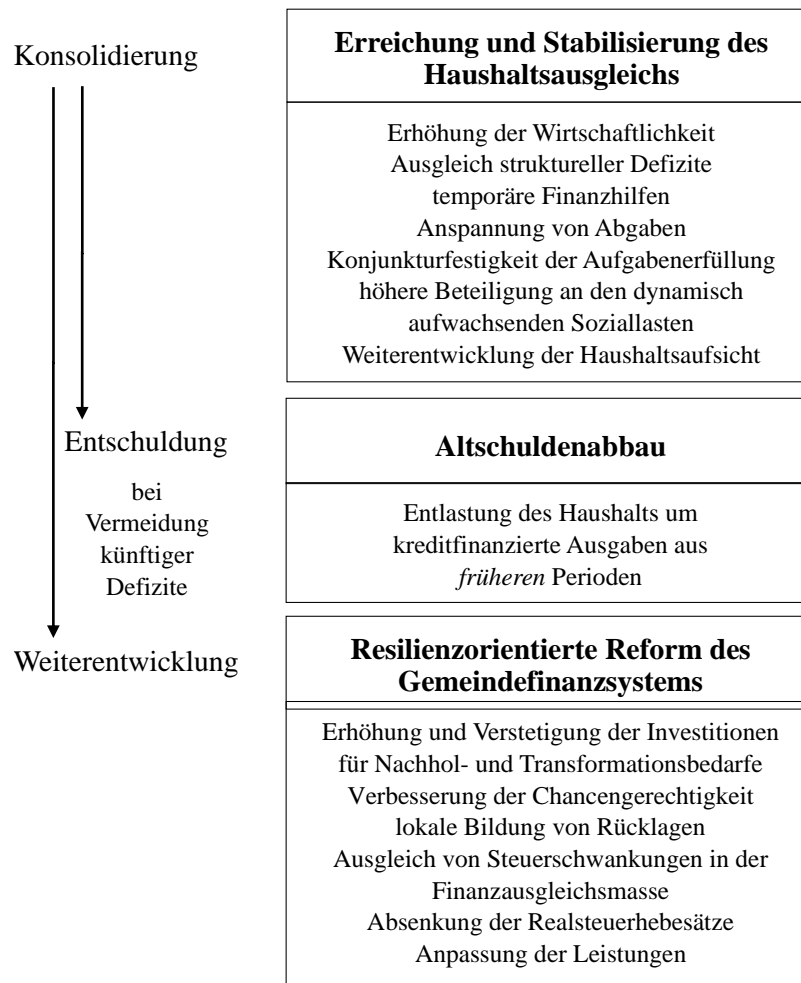 Konsolidierung
Erreichung und Stabilisierung des
Haushaltsausgleichs
Erhöhung der Wirtschaftlichkeit
Ausgleich struktureller Defizite
temporäre Finanzhilfen
Anspannung von Abgaben
Konjunkturfestigkeit der Aufgabenerfüllung
höhere Beteiligung an den dynamisch
aufwachsenden Soziallasten
Weiterentwicklung der Haushaltsaufsicht
Entschuldung
bei
Vermeidung
künftiger
Defizite
Altschuldenabbau
Entlastung des Haushalts um
kreditfinanzierte Ausgaben aus
früheren Perioden
Weiterentwicklung
Resilienzorientierte Reform des
Gemeindefinanzsystems
Erhöhung und Verstetigung der Investitionen
für Nachhol- und Transformationsbedarfe
Verbesserung der Chancengerechtigkeit
lokale Bildung von Rücklagen
Ausgleich von Steuerschwankungen in der
Finanzausgleichsmasse
Absenkung der Realsteuerhebesätze
Anpassung der Leistungen